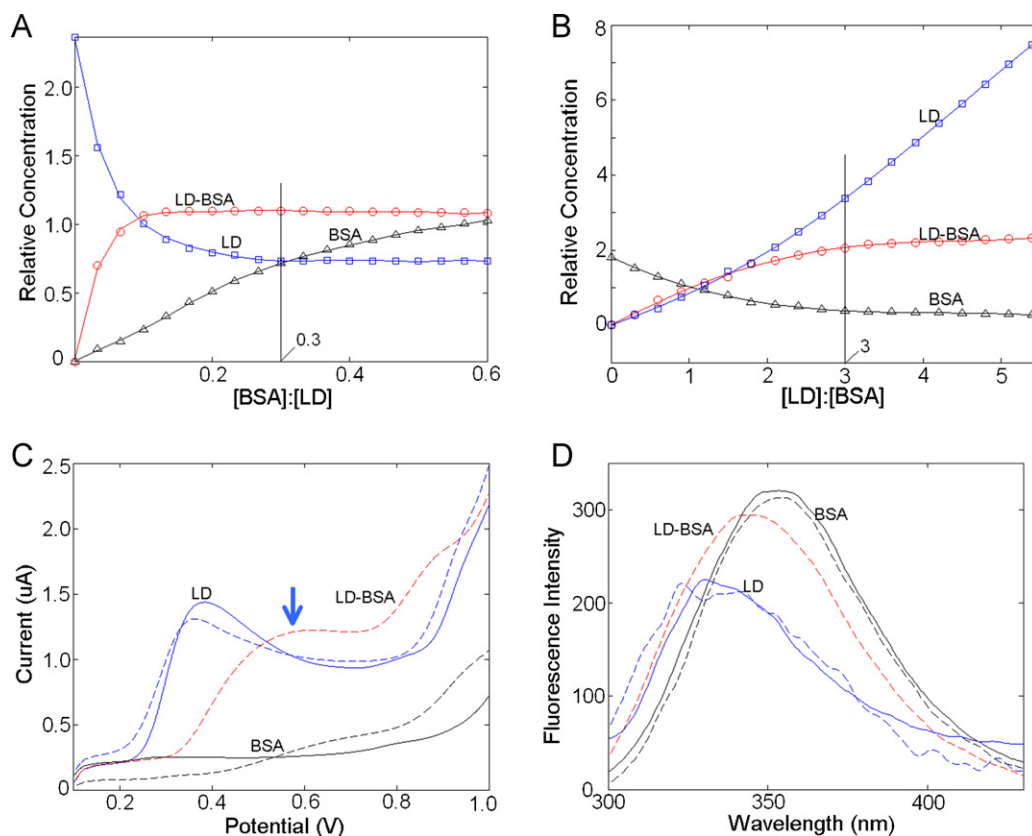 A
Relative Concentration
2.0
1.5
1.0
0.5
0
LD-BSA
LD
BSA
0.3
0.2
0.4
0.6
[BSA]:[LD]
B
Relative Concentration
8
6
4
2
0
LD
LD-BSA
BSA
3
0
1
2
3
4
5
[LD]:[BSA]
C
Current (uA)
2.5
2.0
1.5
1.0
0.5
0
LD
LD-BSA
BSA
0.2
0.4
0.6
0.8
1.0
Potential (V)
D
Fluorescence Intensity
300
200
100
0
LD-BSA
BSA
LD
300
350
400
Wavelength (nm)